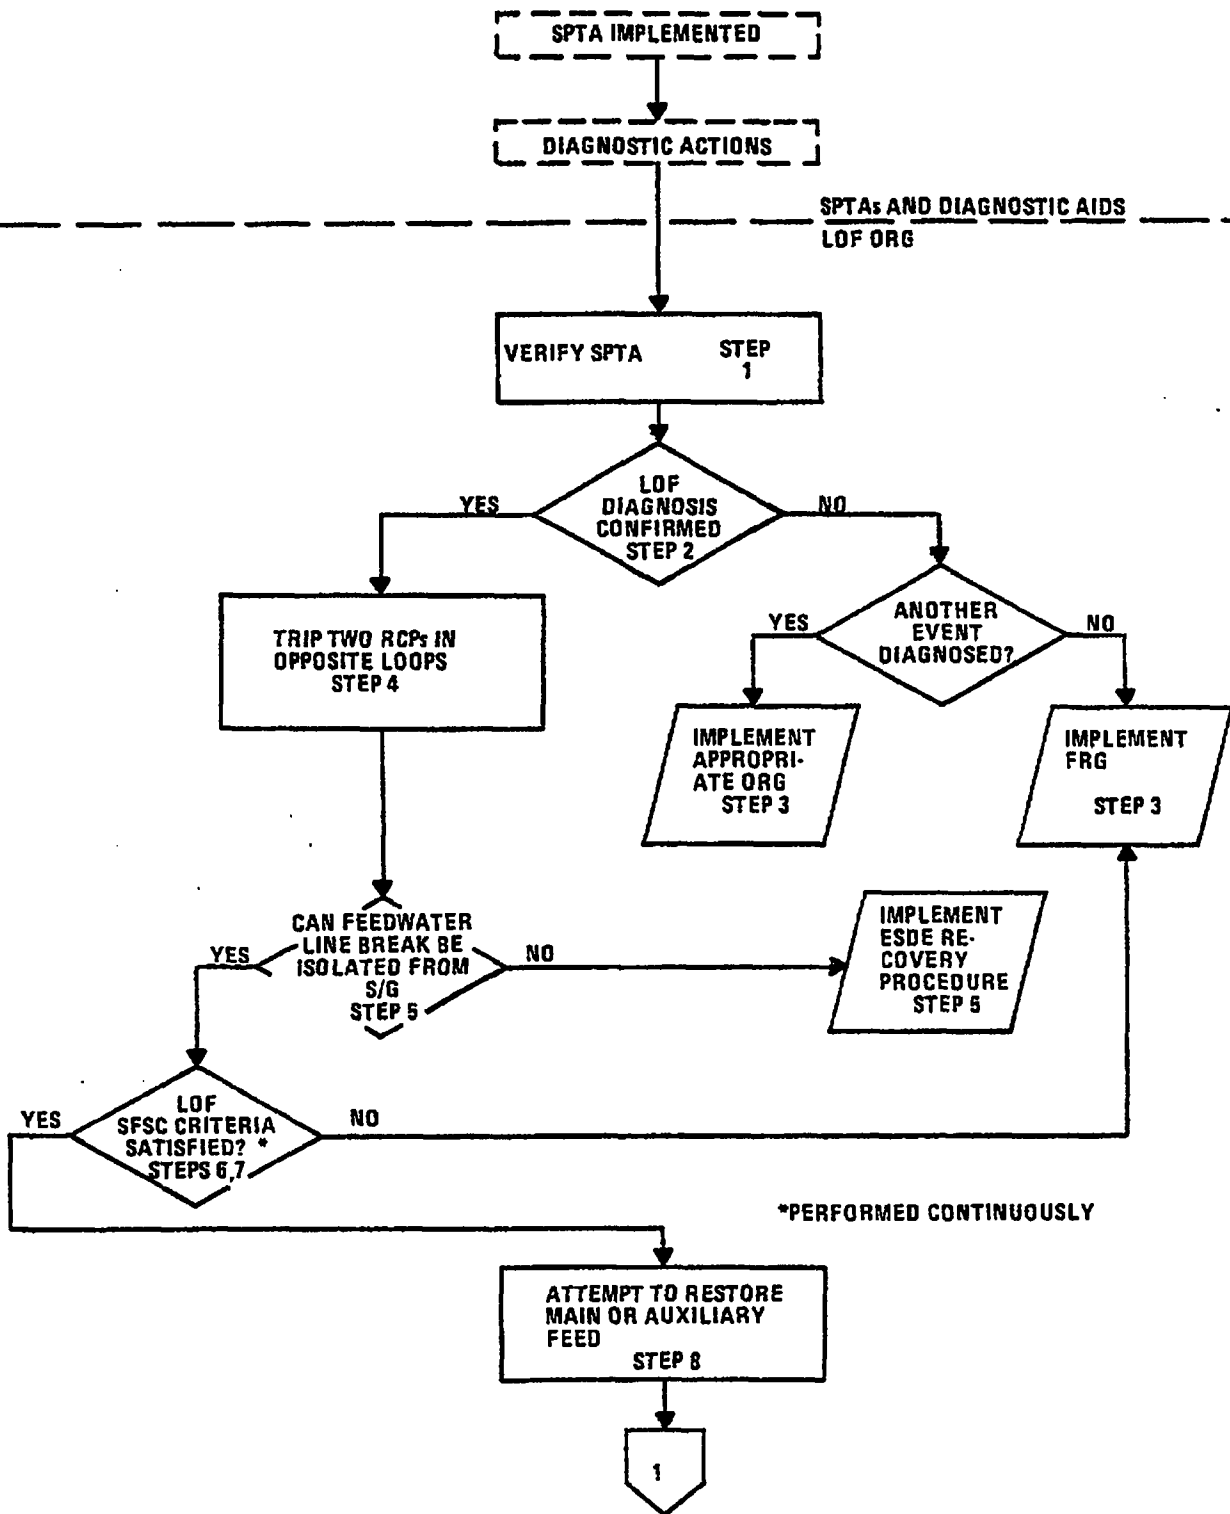 SPTA IMPLEMENTED
DIAGNOSTIC ACTIONS
SPTAs AND DIAGNOSTIC AIDS
LOF ORG
VERIFY SPTA STEP
1
LOF
DIAGNOSIS
CONFIRMED
STEP 2
YES
NO
TRIP TWO RCPs IN
OPPOSITE LOOPS
STEP 4
ANOTHER
EVENT
DIAGNOSED?
YES
NO
IMPLEMENT
APPROPRI-
ATE ORG
STEP 3
IMPLEMENT
FRG
STEP 3
CAN FEEDWATER
LINE BREAK BE
ISOLATED FROM
S/G
STEP 5
YES
NO
IMPLEMENT
ESDE RE-
COVERY
PROCEDURE
STEP 5
LOF
SFSC CRITERIA
SATISFIED? *
STEPS 6,7
YES
NO
*PERFORMED CONTINUOUSLY
ATTEMPT TO RESTORE
MAIN OR AUXILIARY
FEED
STEP 8
1